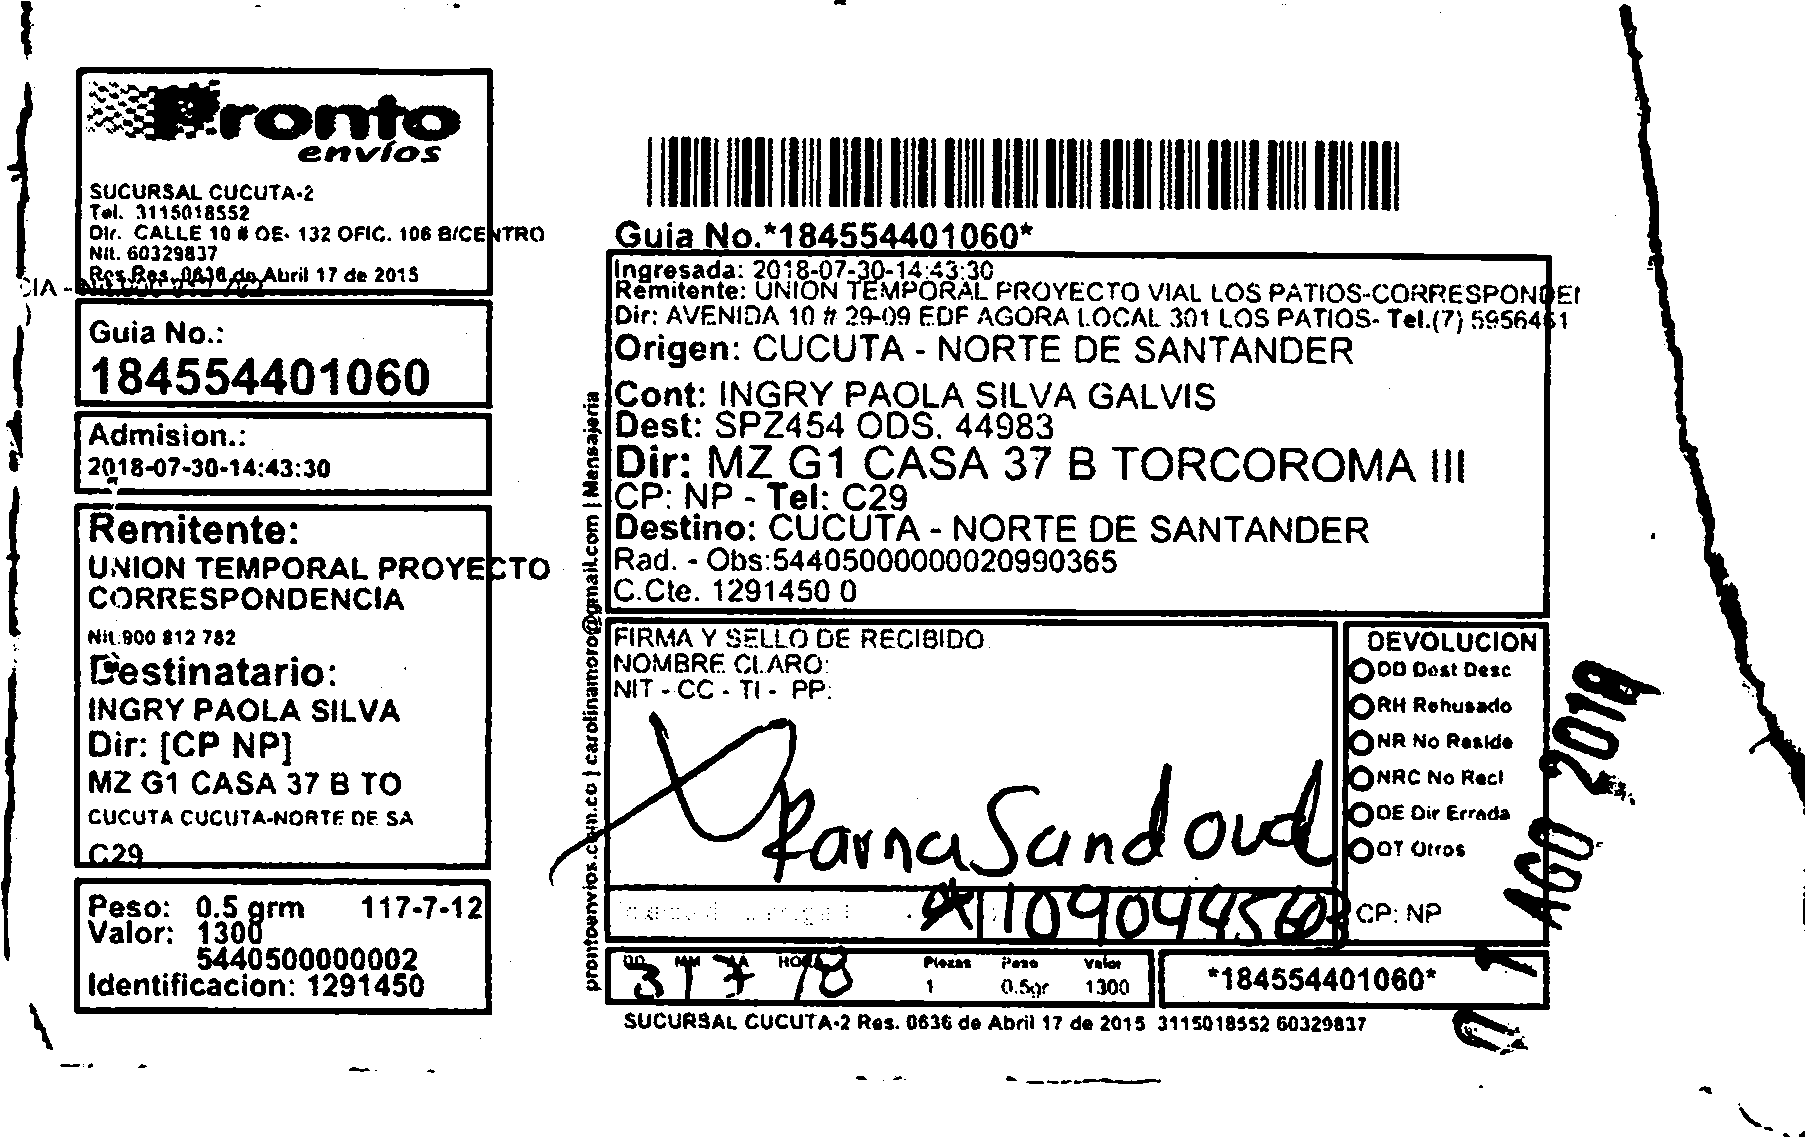 Pronto
envíos
SUCURSAL CUCUTA-2
Tel. 3115018552
Dir. CALLE 10 # OE- 132 OFIC. 106 B/CENTRO
Nit. 60329837
Res.Res. 0636 de Abril 17 de 2015
CIA -
Guia No.:
184554401060
Admision.:
2018-07-30-14:43:30
Remitente:
UNION TEMPORAL PROYECTO
CORRESPONDENCIA
Nit.900 812 782
Destinatario:
INGRY PAOLA SILVA
Dir: [CP NP]
MZ G1 CASA 37 B TO
CUCUTA CUCUTA-NORTE DE SA
C29
Peso: 0.5 grm 117-7-12
Valor: 1300
5440500000002
Identificacion: 1291450
prontoenvios.com.co | carolinamoro@gmail.com | Mensajeria
Guia No.*184554401060*
Ingresada: 2018-07-30-14:43:30
Remitente: UNION TEMPORAL PROYECTO VIAL LOS PATIOS-CORRESPONDEI
Dir: AVENIDA 10 # 29-09 EDF AGORA LOCAL 301 LOS PATIOS- Tel.(7) 5956461
Origen: CUCUTA - NORTE DE SANTANDER
Cont: INGRY PAOLA SILVA GALVIS
Dest: SPZ454 ODS. 44983
Dir: MZ G1 CASA 37 B TORCOROMA III
CP: NP - Tel: C29
Destino: CUCUTA - NORTE DE SANTANDER
Rad. - Obs:54405000000020990365
C.Cte. 1291450 0
FIRMA Y SELLO DE RECIBIDO
NOMBRE CLARO:
NIT - CC - TI - PP:
DEVOLUCION
DD Dest Desc
RH Rehusado
NR No Reside
NRC No Recl
DE Dir Errada
OT Otros
CP: NP
DD MM AA HORA Piezas Peso Valor
31 7 18 1 0.5gr 1300
*184554401060*
AGO 2018
SUCURSAL CUCUTA-2 Res. 0636 de Abril 17 de 2015 3115018552 60329837